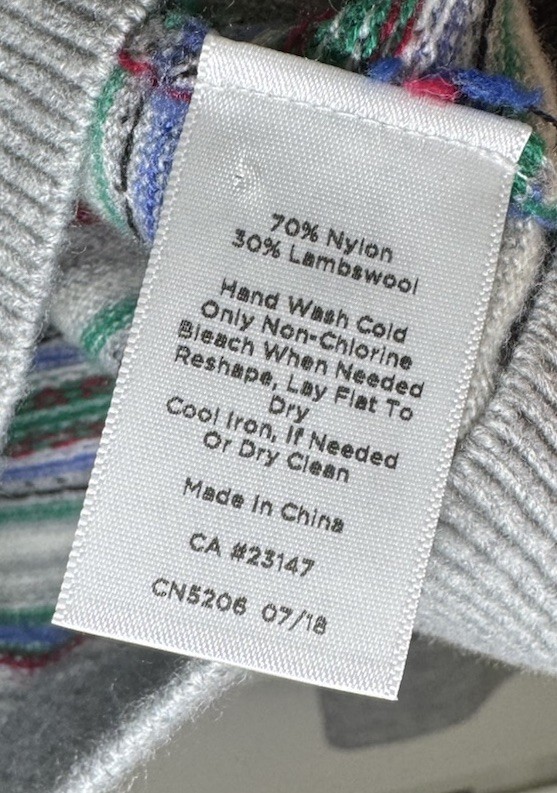 70% Nylon
30% Lambswool
Hand Wash Cold
Only Non-Chlorine
Bleach When Needed
Reshape, Lay Flat To
Dry
Cool Iron, If Needed
Or Dry Clean
Made In China
CA #23147
CN5206 07/18